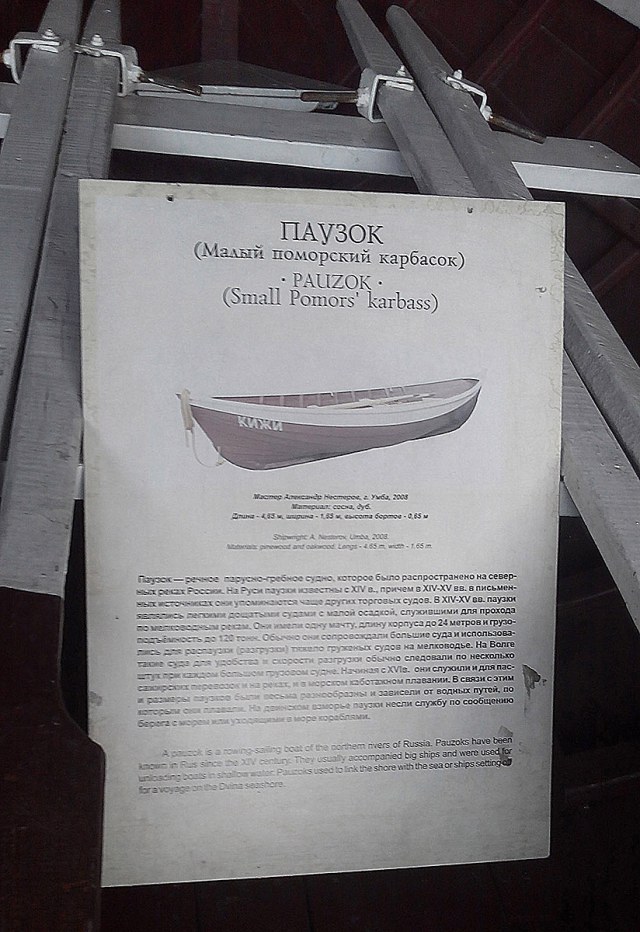 ПАУЗОК
(Малый поморский карбасок)
· PAUZOK ·
(Small Pomors' karbass)
КИЖИ
Мастер Александр Нестеров, г. Умба, 2008
Материал: сосна, дуб.
Длина - 4,65 м, ширина - 1,65 м, высота бортов - 0,65 м
Shipwright: A. Nesterov, Umba, 2008.
Materials: pinewood and oakwood. Lengs - 4.65 m, width - 1.65 m.
Паузок — речное парусно-гребное судно, которое было распространено на север-
ных реках России. На Руси паузки известны с XIV в., причем в XIV-XV вв. в письмен-
ных источниках они упоминаются чаще других торговых судов. В XIV-XV вв. паузки
являлись легкими дощатыми судами с малой осадкой, служившими для прохода
по мелководным рекам. Они имели одну мачту, длину корпуса до 24 метров и грузо-
подъёмность до 120 тонн. Обычно они сопровождали большие суда и использова-
лись для распаузки (разгрузки) тяжело груженых судов на мелководье. На Волге
такие суда для удобства и скорости разгрузки обычно следовали по несколько
штук при каждом большом грузовом судне. Начиная с XVIв. они служили и для пас-
сажирских перевозок и на реках, и в морском каботажном плавании. В связи с этим
и размеры паузков были весьма разнообразны и зависели от водных путей, по
которым они плавали. На двинском взморье паузки несли службу по сообщению
берега с морем или уходящими в море кораблями.
A pauzok is a rowing-sailing boat of the northern rivers of Russia. Pauzoks have been
known in Rus since the XIV century. They usually accompanied big ships and were used for
unloading boats in shallow water. Pauzoks used to link the shore with the sea or ships setting
for a voyage on the Dvina seashore.